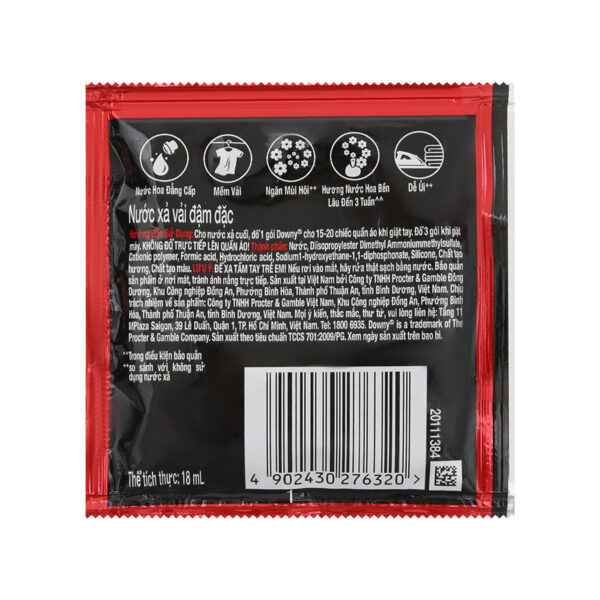 Nước Hoa Đẳng Cấp
Mềm Vải
Ngăn Mùi Hôi**
Hương Nước Hoa Bền
Lâu Đến 3 Tuần^^
Dễ Ủi**
Nước xả vải đậm đặc
Hướng Dẫn Sử Dụng: Cho nước xả cuối, đổ 1 gói Downy® cho 15-20 chiếc quần áo khi giặt tay. Đổ 3 gói khi giặt
máy. KHÔNG ĐỔ TRỰC TIẾP LÊN QUẦN ÁO! Thành phần: Nước, Diisopropylester Dimethyl Ammoniummethylsulfate,
Cationic polymer, Formic acid, Hydrochloric acid, Sodium1-hydroxyethane-1,1-diphosphonate, Silicone, Chất tạo
hương, Chất tạo màu. LƯU Ý: ĐỂ XA TẦM TAY TRẺ EM! Nếu rơi vào mắt, hãy rửa thật sạch bằng nước. Bảo quản
sản phẩm ở nơi mát, tránh ánh nắng trực tiếp. Sản xuất tại Việt Nam bởi Công ty TNHH Procter & Gamble Đông
Dương, Khu Công nghiệp Đồng An, Phường Bình Hòa, Thành phố Thuận An, tỉnh Bình Dương, Việt Nam. Chịu
trách nhiệm về sản phẩm: Công ty TNHH Procter & Gamble Việt Nam, Khu Công nghiệp Đồng An, Phường Bình
Hòa, Thành phố Thuận An, tỉnh Bình Dương, Việt Nam. Mọi ý kiến, thắc mắc, thư từ, vui lòng liên hệ: Tầng 11
MPlaza Saigon, 39 Lê Duẩn, Quận 1, TP. Hồ Chí Minh, Việt Nam. Tel: 1800 6935. Downy® is a trademark of The
Procter & Gamble Company. Sản xuất theo tiêu chuẩn TCCS 701:2009/PG. Xem ngày sản xuất trên bao bì.
^^Trong điều kiện bảo quản
**so sánh với không sử
dụng nước xả
20111384
Thể tích thực: 18 mL
4 902430 276320 >